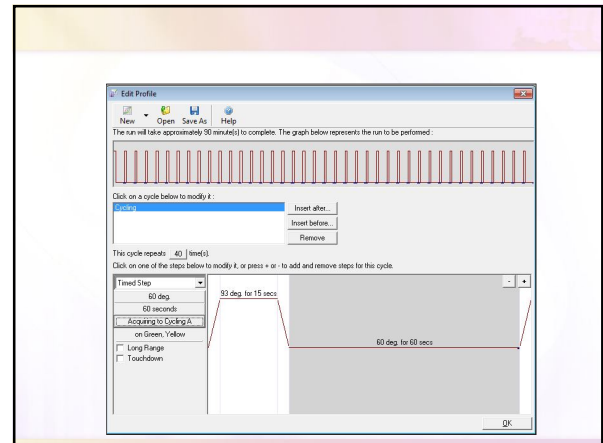 Edit Profile
New Open Save As Help
The run will take approximately 90 minute(s) to complete. The graph below represents the run to be performed :
Click on a cycle below to modify it :
Cycling
Insert after...
Insert before...
Remove
This cycle repeats 40 time(s).
Click on one of the steps below to modify it, or press + or - to add and remove steps for this cycle.
Timed Step
- +
60 deg.
93 deg. for 15 secs
60 seconds
Acquiring to Cycling A
on Green, Yellow
60 deg. for 60 secs
Long Range
Touchdown
OK